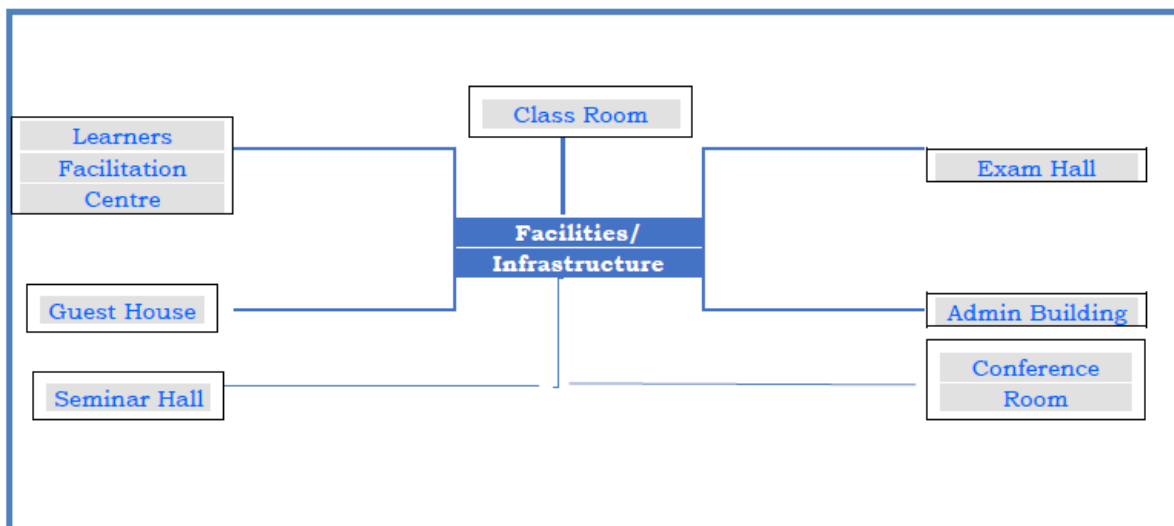 Class Room
Learners
Facilitation
Centre
Exam Hall
Facilities/
Infrastructure
Guest House
Admin Building
Seminar Hall
Conference
Room